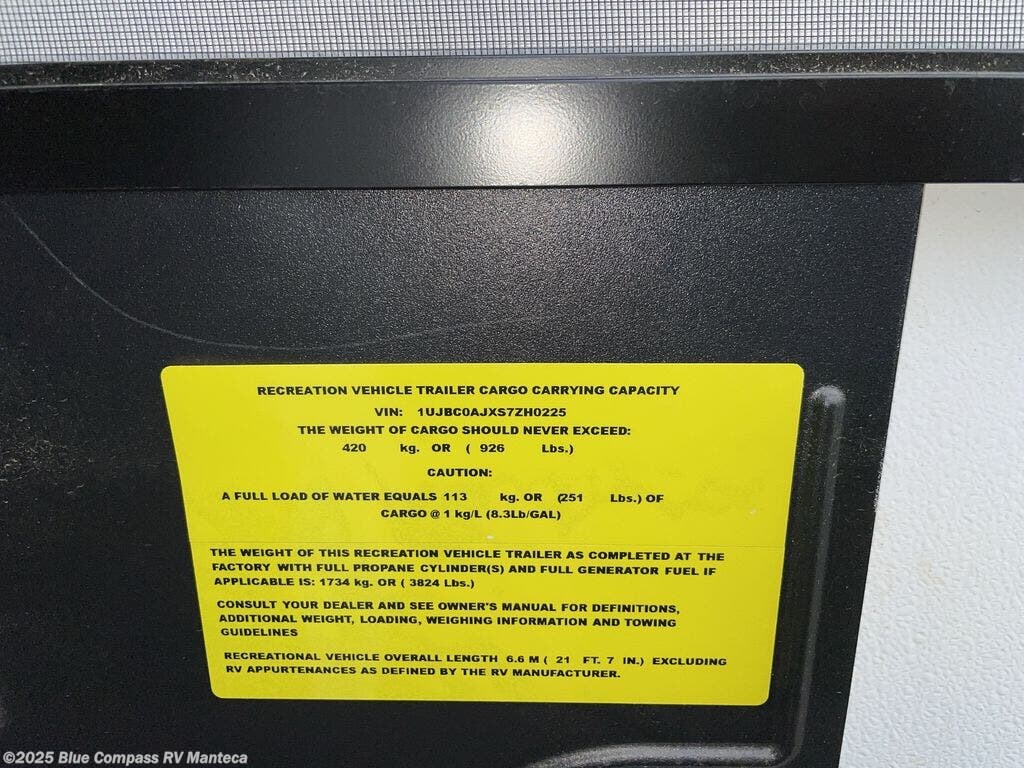 RECREATION VEHICLE TRAILER CARGO CARRYING CAPACITY
VIN: 1UJBC0AJXS7ZH0225
THE WEIGHT OF CARGO SHOULD NEVER EXCEED:
420 kg. OR ( 926 Lbs.)
CAUTION:
A FULL LOAD OF WATER EQUALS 113 kg. OR (251 Lbs.) OF
CARGO @ 1 kg/L (8.3Lb/GAL)
THE WEIGHT OF THIS RECREATION VEHICLE TRAILER AS COMPLETED AT THE
FACTORY WITH FULL PROPANE CYLINDER(S) AND FULL GENERATOR FUEL IF
APPLICABLE IS: 1734 kg. OR ( 3824 Lbs.)
CONSULT YOUR DEALER AND SEE OWNER'S MANUAL FOR DEFINITIONS,
ADDITIONAL WEIGHT, LOADING, WEIGHING INFORMATION AND TOWING
GUIDELINES
RECREATIONAL VEHICLE OVERALL LENGTH 6.6 M ( 21 FT. 7 IN.) EXCLUDING
RV APPURTENANCES AS DEFINED BY THE RV MANUFACTURER.
©2025 Blue Compass RV Manteca